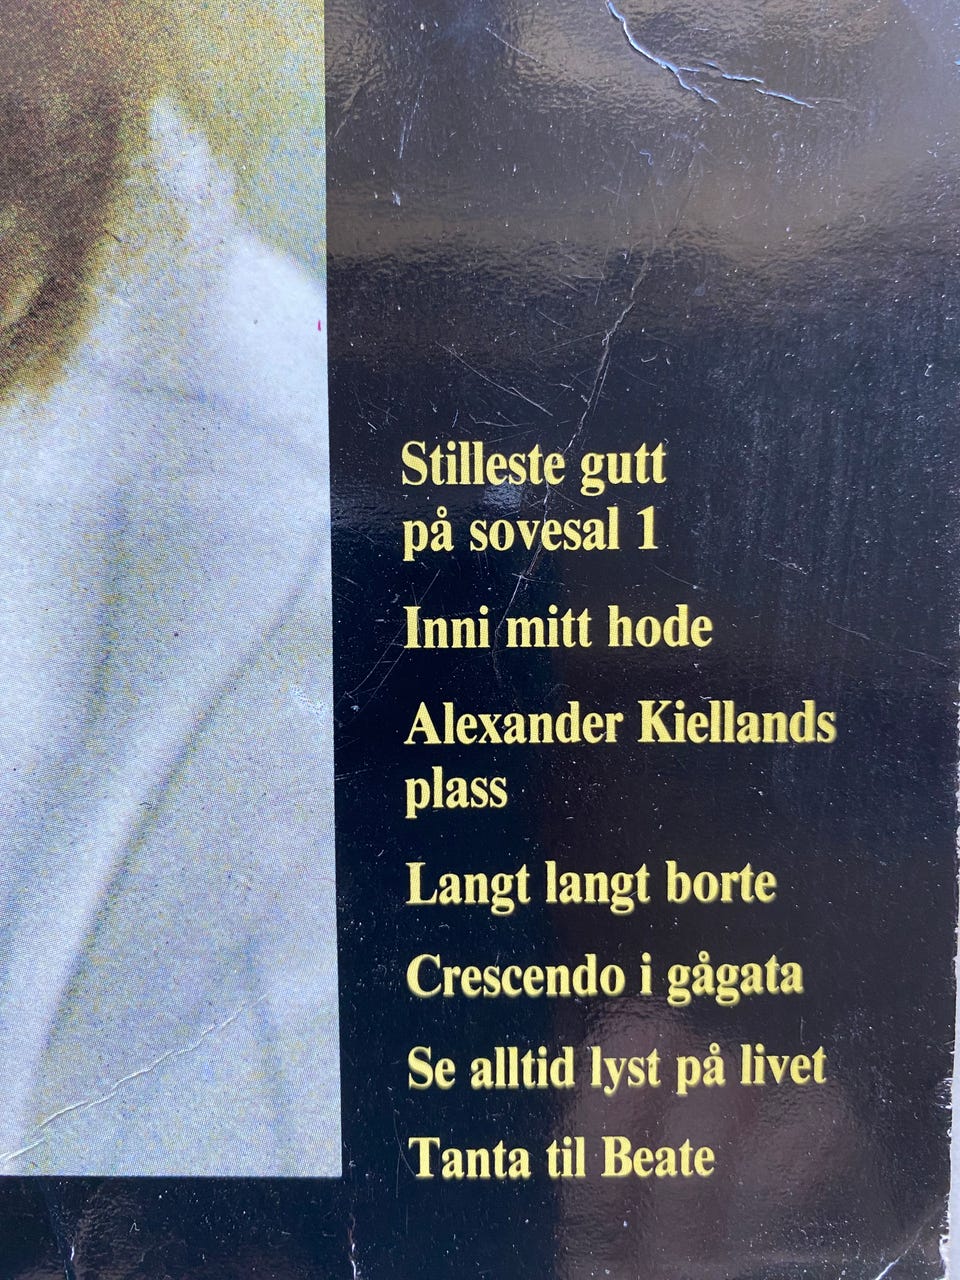 Stilleste gutt
på sovesal 1
Inni mitt hode
Alexander Kiellands
plass
Langt langt borte
Crescendo i gågata
Se alltid lyst på livet
Tanta til Beate